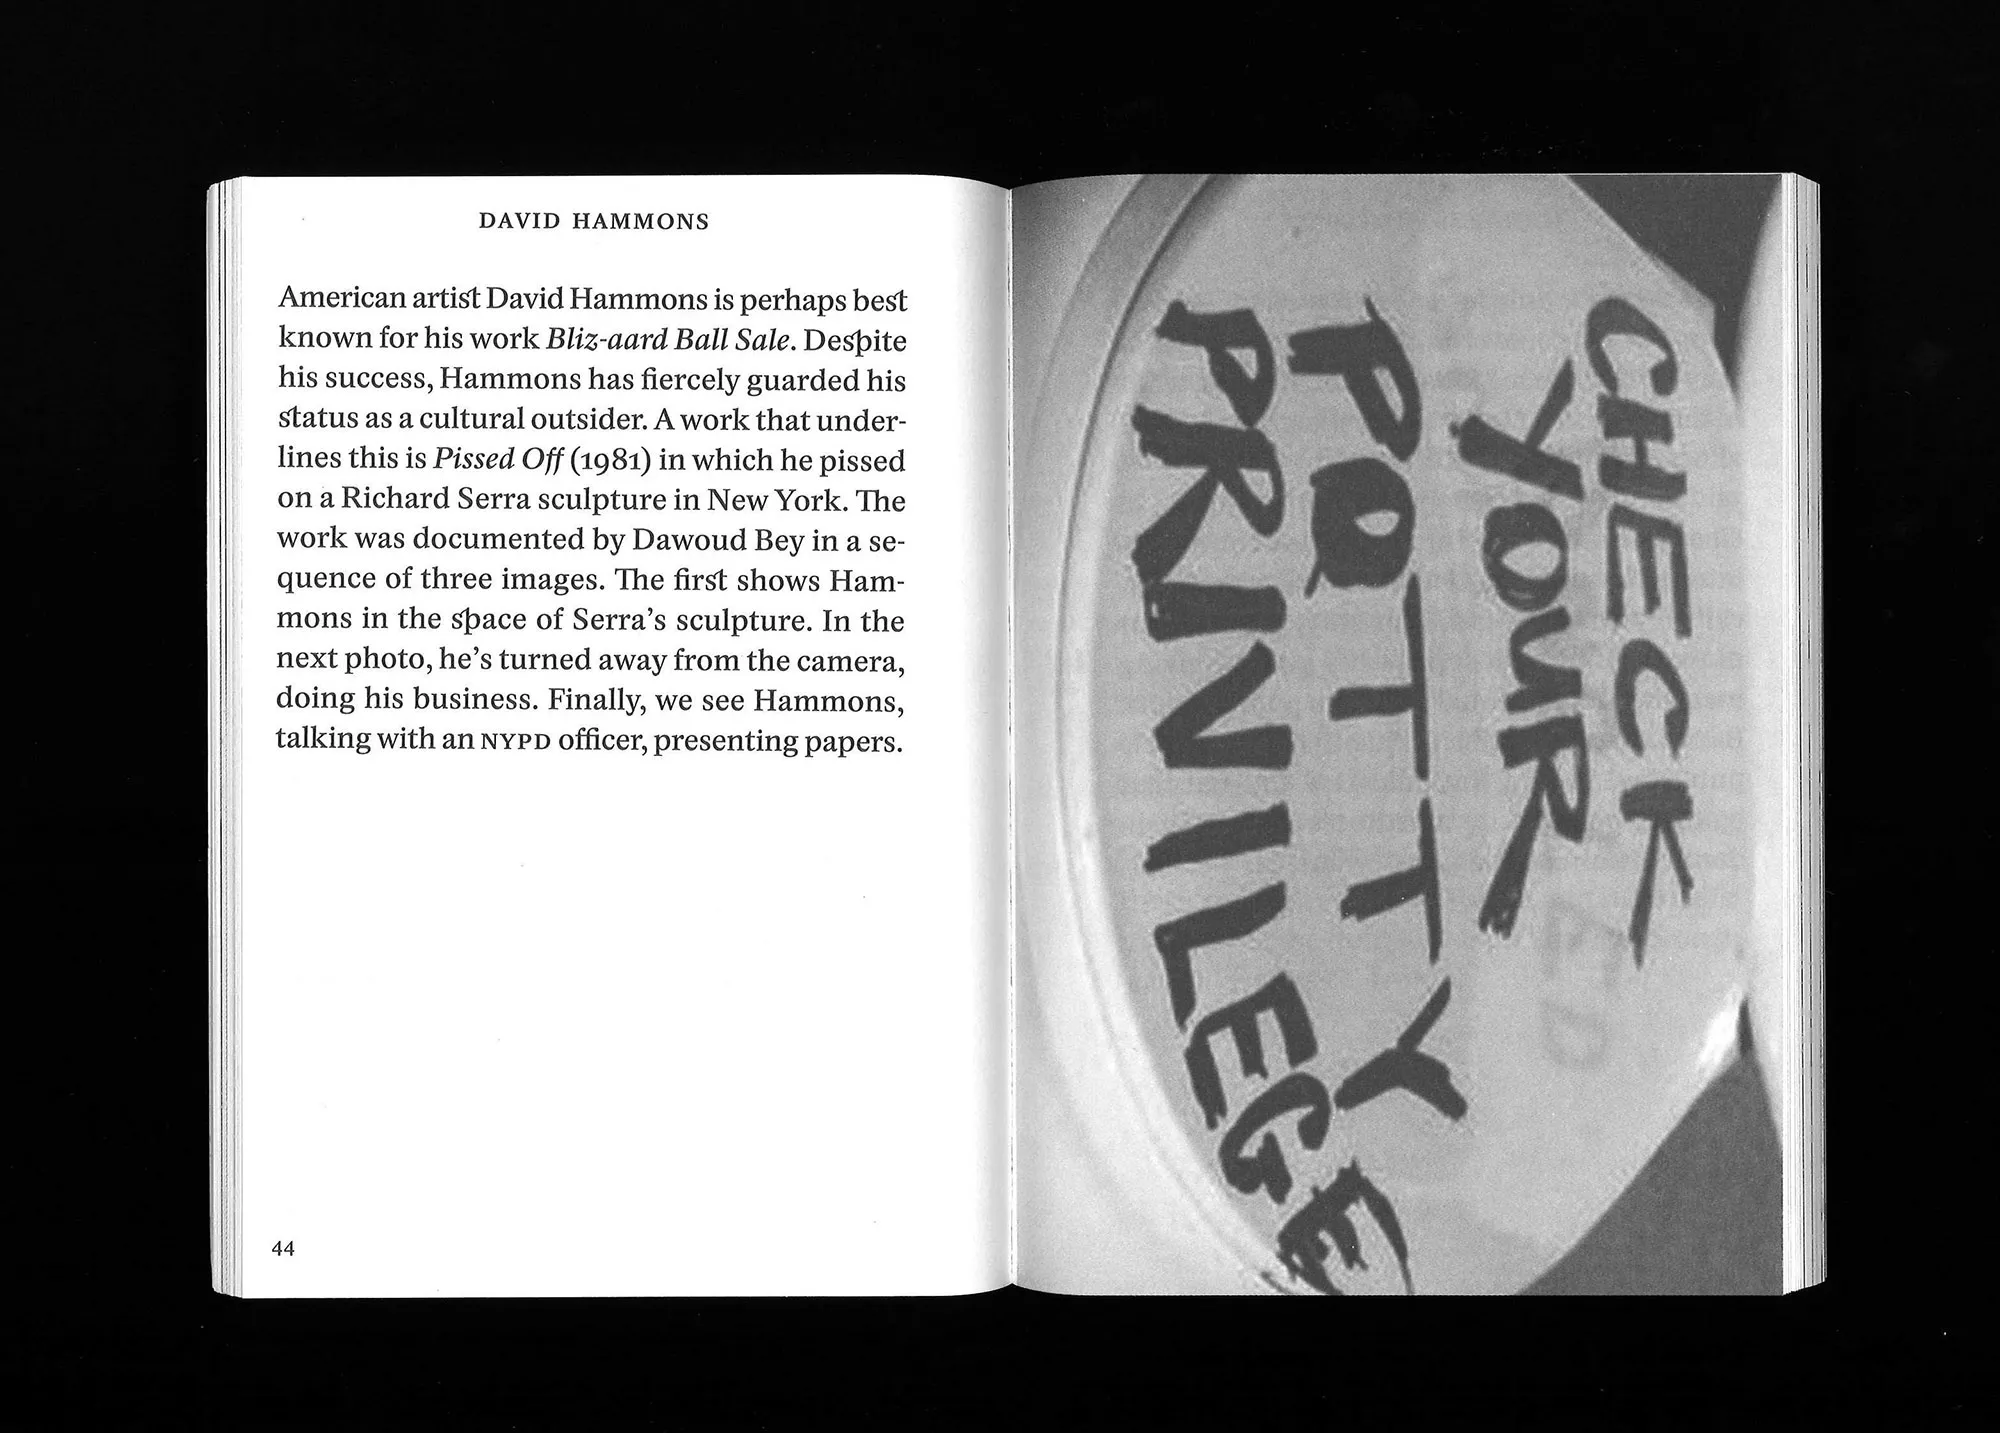 DAVID HAMMONS
American artist David Hammons is perhaps best
known for his work Bliz-aard Ball Sale. Despite
his success, Hammons has fiercely guarded his
status as a cultural outsider. A work that under-
lines this is Pissed Off (1981) in which he pissed
on a Richard Serra sculpture in New York. The
work was documented by Dawoud Bey in a se-
quence of three images. The first shows Ham-
mons in the space of Serra’s sculpture. In the
next photo, he’s turned away from the camera,
doing his business. Finally, we see Hammons,
talking with an NYPD officer, presenting papers.
44
CHECK
YOUR
POTTY
PRIVILEGE